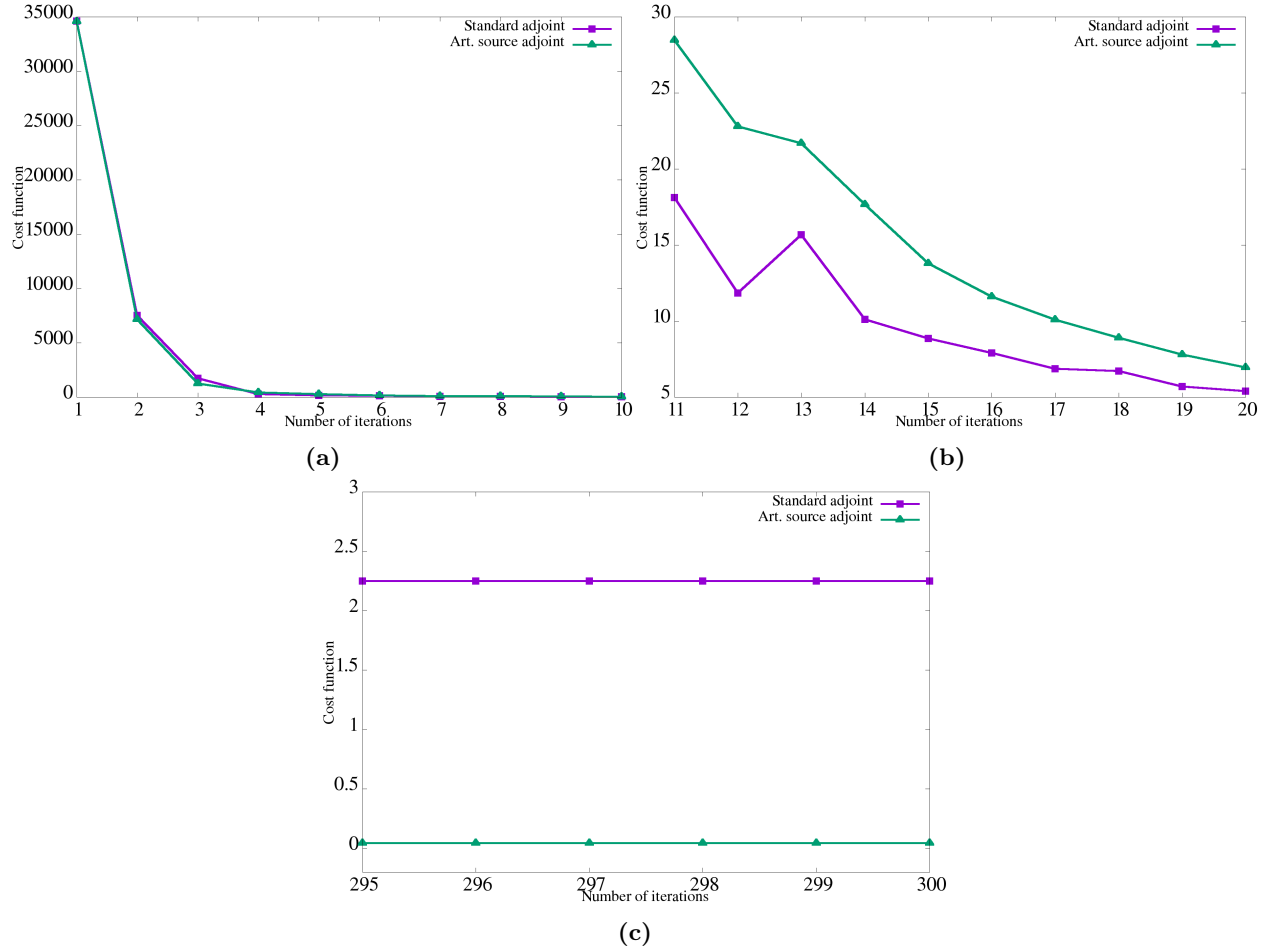 35000
30000
25000
20000
15000
10000
5000
0
Cost function
1 2 3 4 5 6 7 8 9 10
Number of iterations
Standard adjoint
Art. source adjoint
(a)
30
25
20
15
10
5
Cost function
11 12 13 14 15 16 17 18 19 20
Number of iterations
Standard adjoint
Art. source adjoint
(b)
3
2.5
2
1.5
1
0.5
0
Cost function
295 296 297 298 299 300
Number of iterations
Standard adjoint
Art. source adjoint
(c)